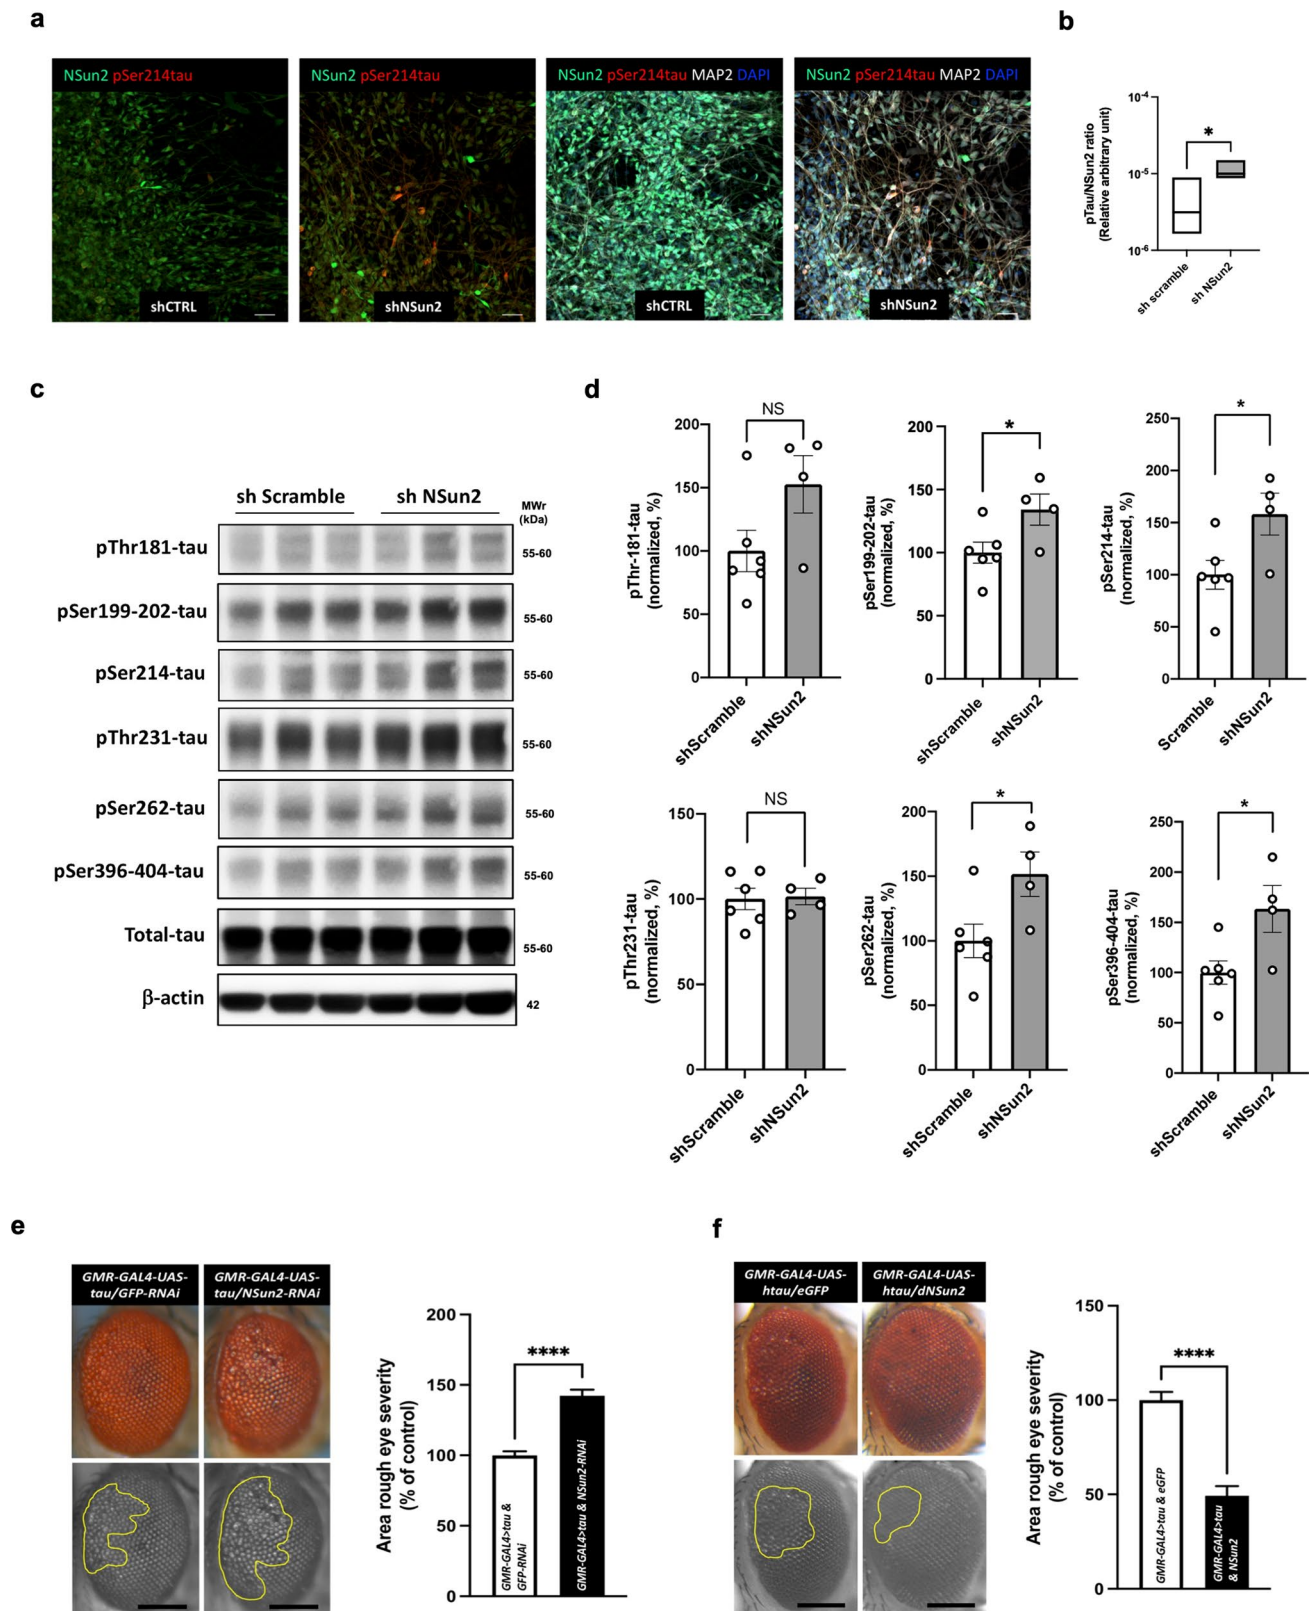 a
NSun2 pSer214tau
NSun2 pSer214tau
NSun2 pSer214tau MAP2 DAPI
NSun2 pSer214tau MAP2 DAPI
shCTRL
shNSun2
shCTRL
shNSun2
b
pTau/NSun2 ratio
(Relative arbitrary unit)
10-4
10-5
10-6
*
sh scramble
sh NSun2
c
sh Scramble
sh NSun2
MWr
(kDa)
pThr181-tau
55-60
pSer199-202-tau
55-60
pSer214-tau
55-60
pThr231-tau
55-60
pSer262-tau
55-60
pSer396-404-tau
55-60
Total-tau
55-60
β-actin
42
d
pThr-181-tau
(normalized, %)
200
150
100
50
0
NS
shScramble
shNSun2
pSer199-202-tau
(normalized, %)
200
150
100
50
0
*
shScramble
shNSun2
pSer214-tau
(normalized, %)
250
200
150
100
50
0
*
Scramble
shNSun2
pThr231-tau
(normalized, %)
150
100
50
0
NS
shScramble
shNSun2
pSer262-tau
(normalized, %)
200
150
100
50
0
*
shScramble
shNSun2
pSer396-404-tau
(normalized, %)
250
200
150
100
50
0
*
shScramble
shNSun2
e
GMR-GAL4-UAS-
tau/GFP-RNAi
GMR-GAL4-UAS-
tau/NSun2-RNAi
Area rough eye severity
(% of control)
200
150
100
50
0
****
GMR-GAL4>tau &
GFP-RNAi
GMR-GAL4>tau & NSun2-RNAi
f
GMR-GAL4-UAS-
htau/eGFP
GMR-GAL4-UAS-
htau/dNSun2
Area rough eye severity
(% of control)
150
100
50
0
****
GMR-GAL4>tau & eGFP
GMR-GAL4>tau
& NSun2